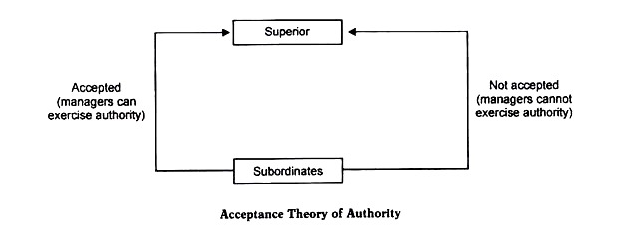 Superior
Accepted
(managers can
exercise authority)
Not accepted
(managers cannot
exercise authority)
Subordinates
Acceptance Theory of Authority